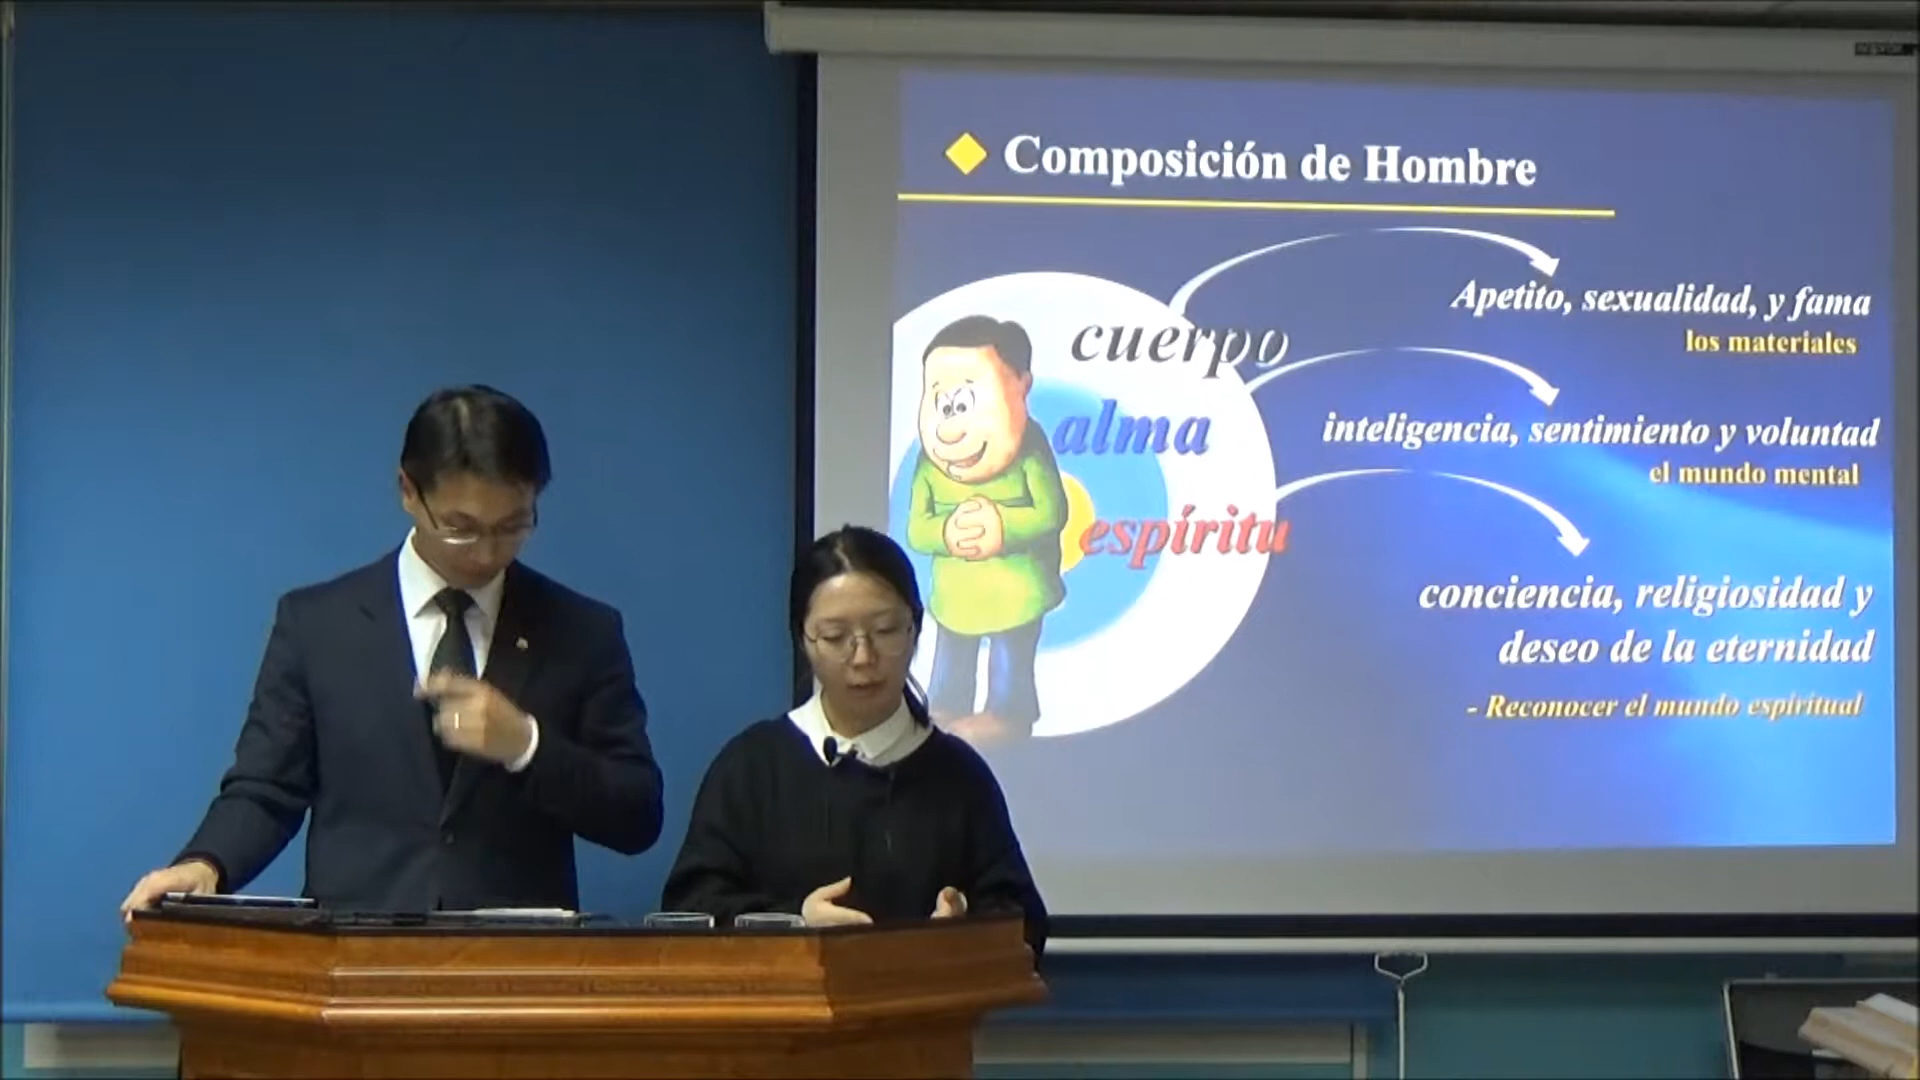 Composición de Hombre
cuerpo
alma
espíritu
Apetito, sexualidad, y fama
los materiales
inteligencia, sentimiento y voluntad
el mundo mental
conciencia, religiosidad y
deseo de la eternidad
- Reconocer el mundo espiritual